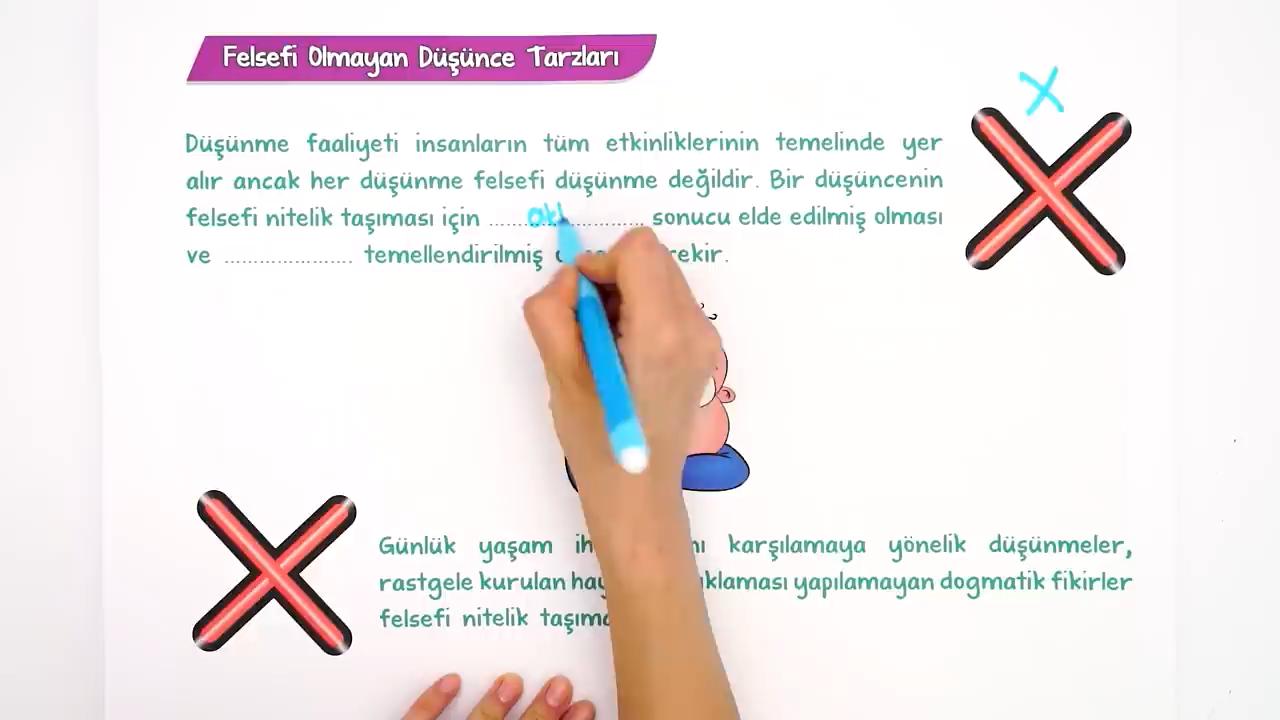 Felsefi Olmayan Düşünce Tarzları
Düşünme faaliyeti insanların tüm etkinliklerinin temelinde yer
alır ancak her düşünme felsefi düşünme değildir. Bir düşüncenin
felsefi nitelik taşıması için ak sonucu elde edilmiş olması
ve ...................... temellendirilmiş
Günlük yaşam karşılamaya yönelik düşünmeler,
rastgele kurulan yapılamayan dogmatik fikirler
felsefi nitelik